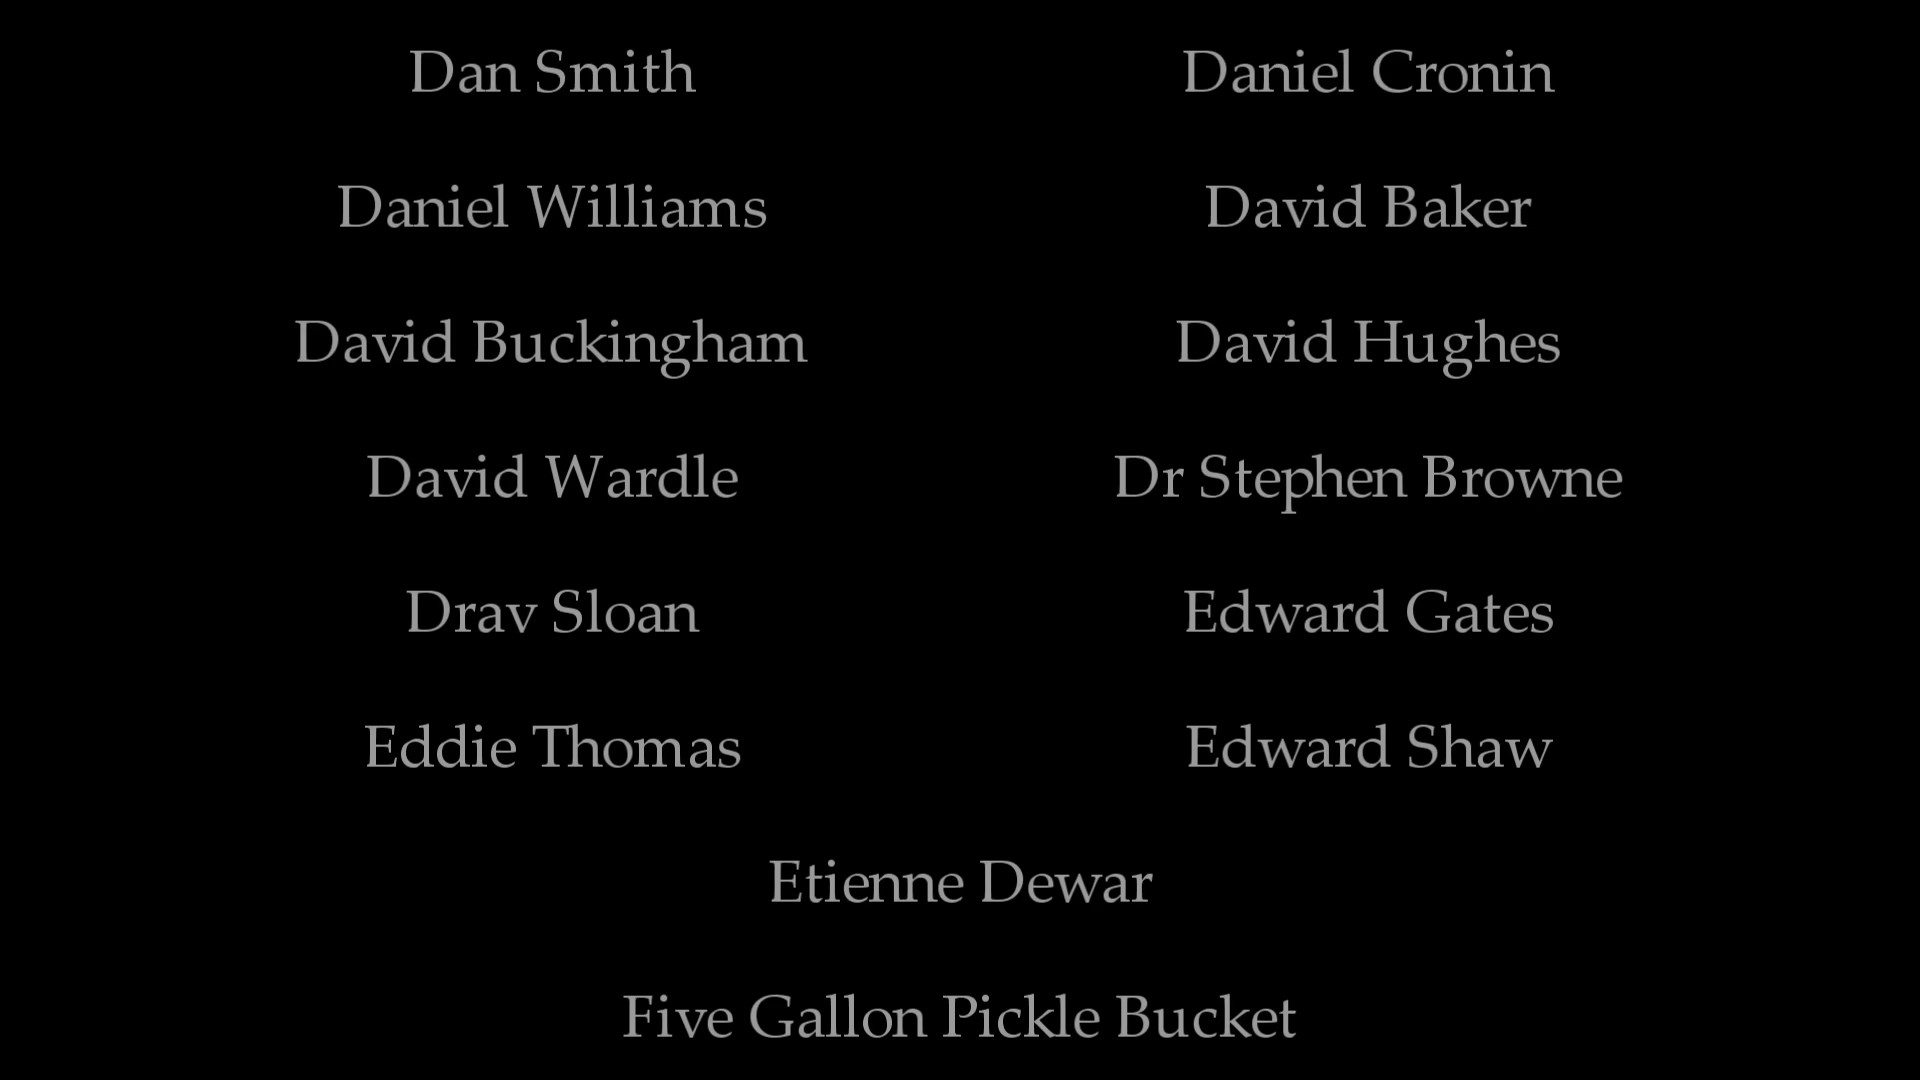 Dan Smith
Daniel Cronin
Daniel Williams
David Baker
David Buckingham
David Hughes
David Wardle
Dr Stephen Browne
Drav Sloan
Edward Gates
Eddie Thomas
Edward Shaw
Etienne Dewar
Five Gallon Pickle Bucket